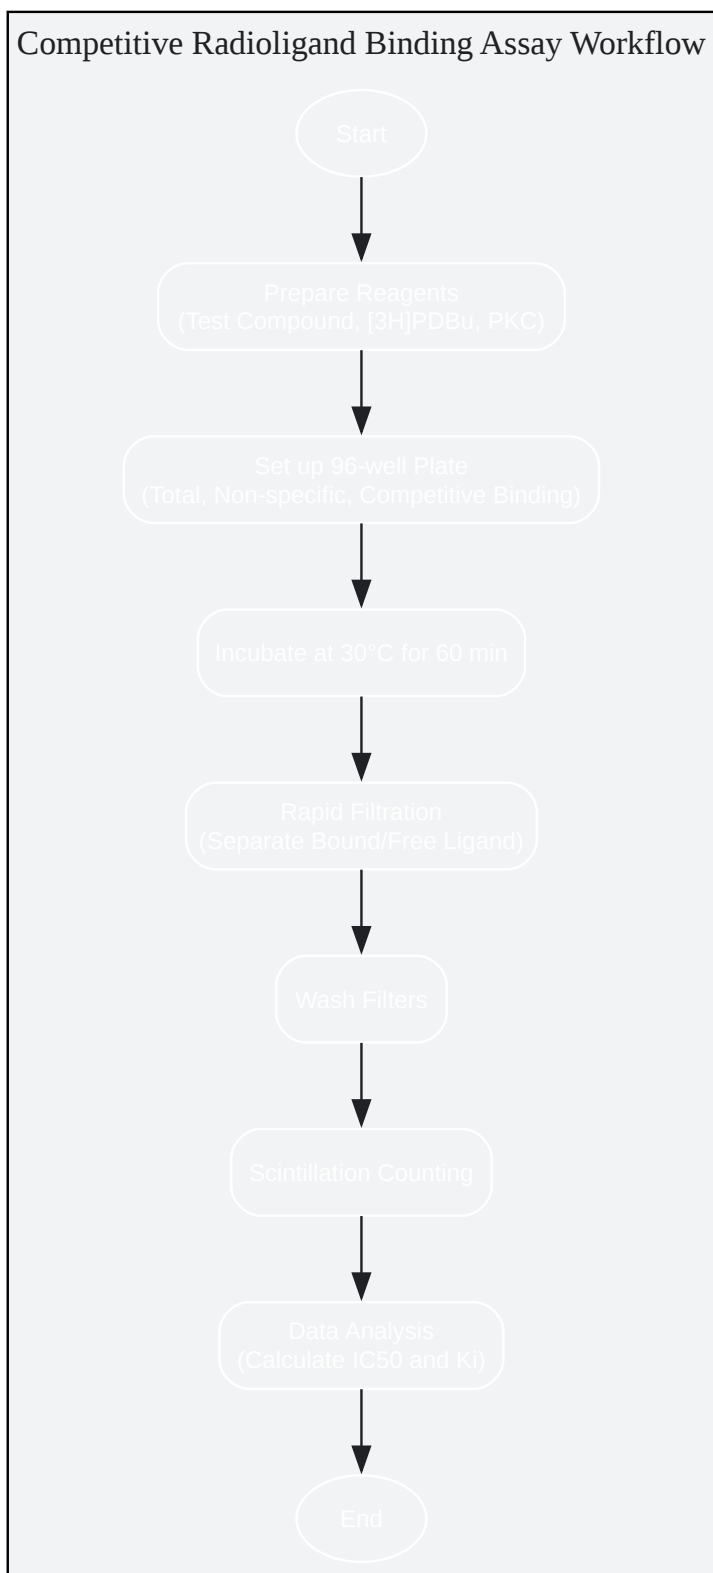 Competitive Radioligand Binding Assay Workflow
Start
Prepare Reagents
(Test Compound, [3H]PDBu, PKC)
Set up 96-well Plate
(Total, Non-specific, Competitive Binding)
Incubate at 30°C for 60 min
Rapid Filtration
(Separate Bound/Free Ligand)
Wash Filters
Scintillation Counting
Data Analysis
(Calculate IC50 and Ki)
End